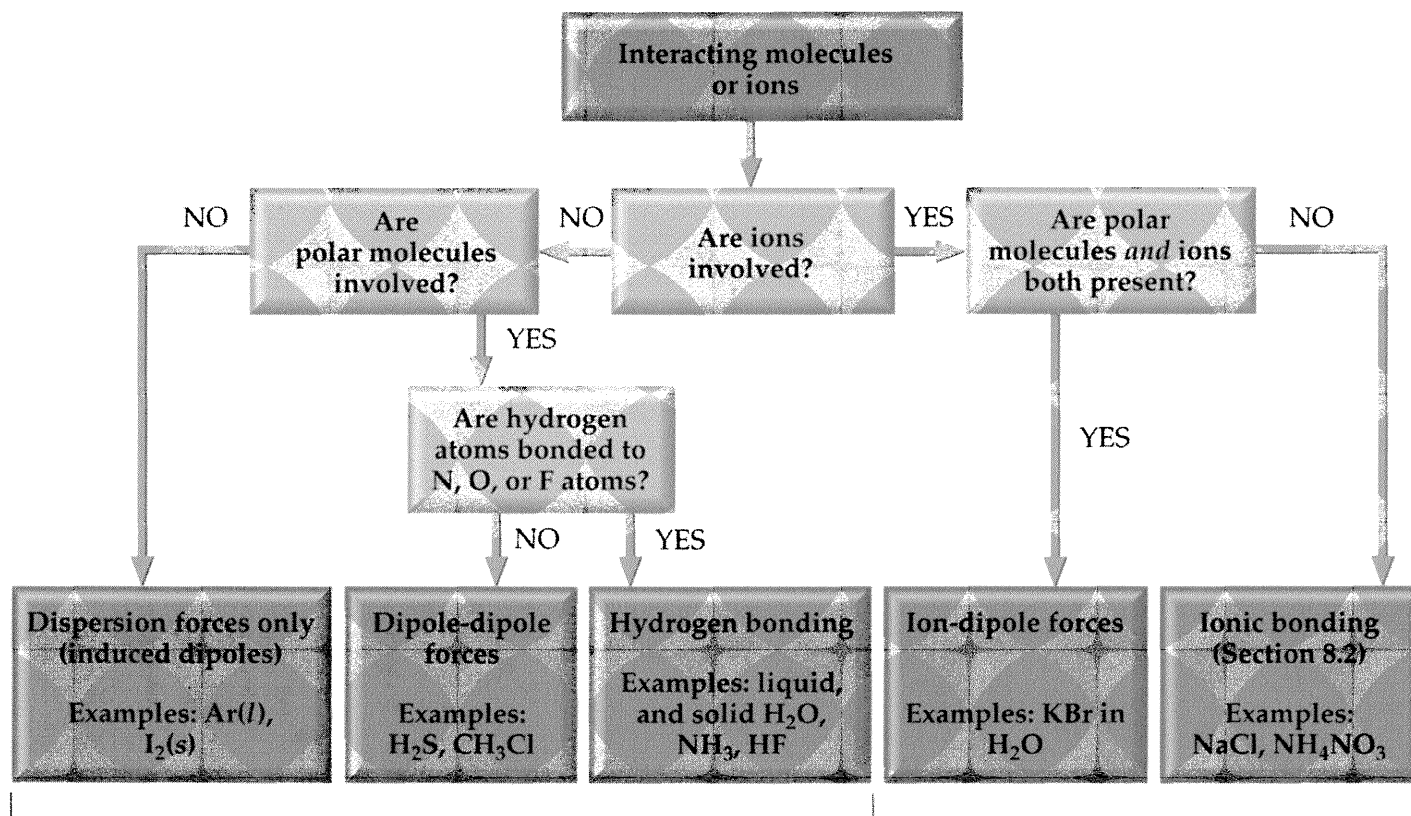 Interacting molecules
or ions
NO
Are
polar molecules
involved?
NO
Are ions
involved?
YES
Are polar
molecules and ions
both present?
NO
YES
Are hydrogen
atoms bonded to
N, O, or F atoms?
YES
NO
YES
Dispersion forces only
(induced dipoles)
Examples: Ar(l),
I₂(s)
Dipole-dipole
forces
Examples:
H₂S, CH₃Cl
Hydrogen bonding
Examples: liquid,
and solid H₂O,
NH₃, HF
Ion-dipole forces
Examples: KBr in
H₂O
Ionic bonding
(Section 8.2)
Examples:
NaCl, NH₄NO₃